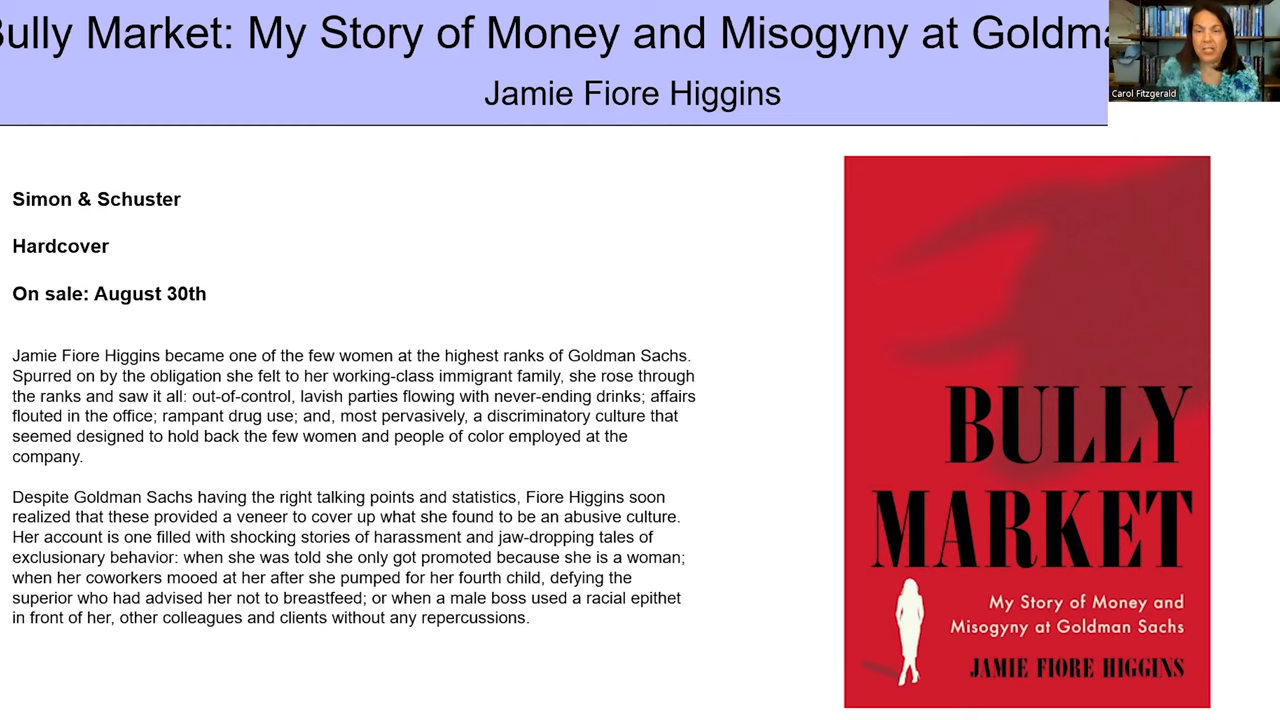 Bully Market: My Story of Money and Misogyny at Goldma
Jamie Fiore Higgins
Carol Fitzgerald
Simon & Schuster
Hardcover
On sale: August 30th
Jamie Fiore Higgins became one of the few women at the highest ranks of Goldman Sachs.
Spurred on by the obligation she felt to her working-class immigrant family, she rose through
the ranks and saw it all: out-of-control, lavish parties flowing with never-ending drinks; affairs
flouted in the office; rampant drug use; and, most pervasively, a discriminatory culture that
seemed designed to hold back the few women and people of color employed at the
company.
Despite Goldman Sachs having the right talking points and statistics, Fiore Higgins soon
realized that these provided a veneer to cover up what she found to be an abusive culture.
Her account is one filled with shocking stories of harassment and jaw-dropping tales of
exclusionary behavior: when she was told she only got promoted because she is a woman;
when her coworkers mooed at her after she pumped for her fourth child, defying the
superior who had advised her not to breastfeed; or when a male boss used a racial epithet
in front of her, other colleagues and clients without any repercussions.
BULLY
MARKET
My Story of Money and
Misogyny at Goldman Sachs
JAMIE FIORE HIGGINS